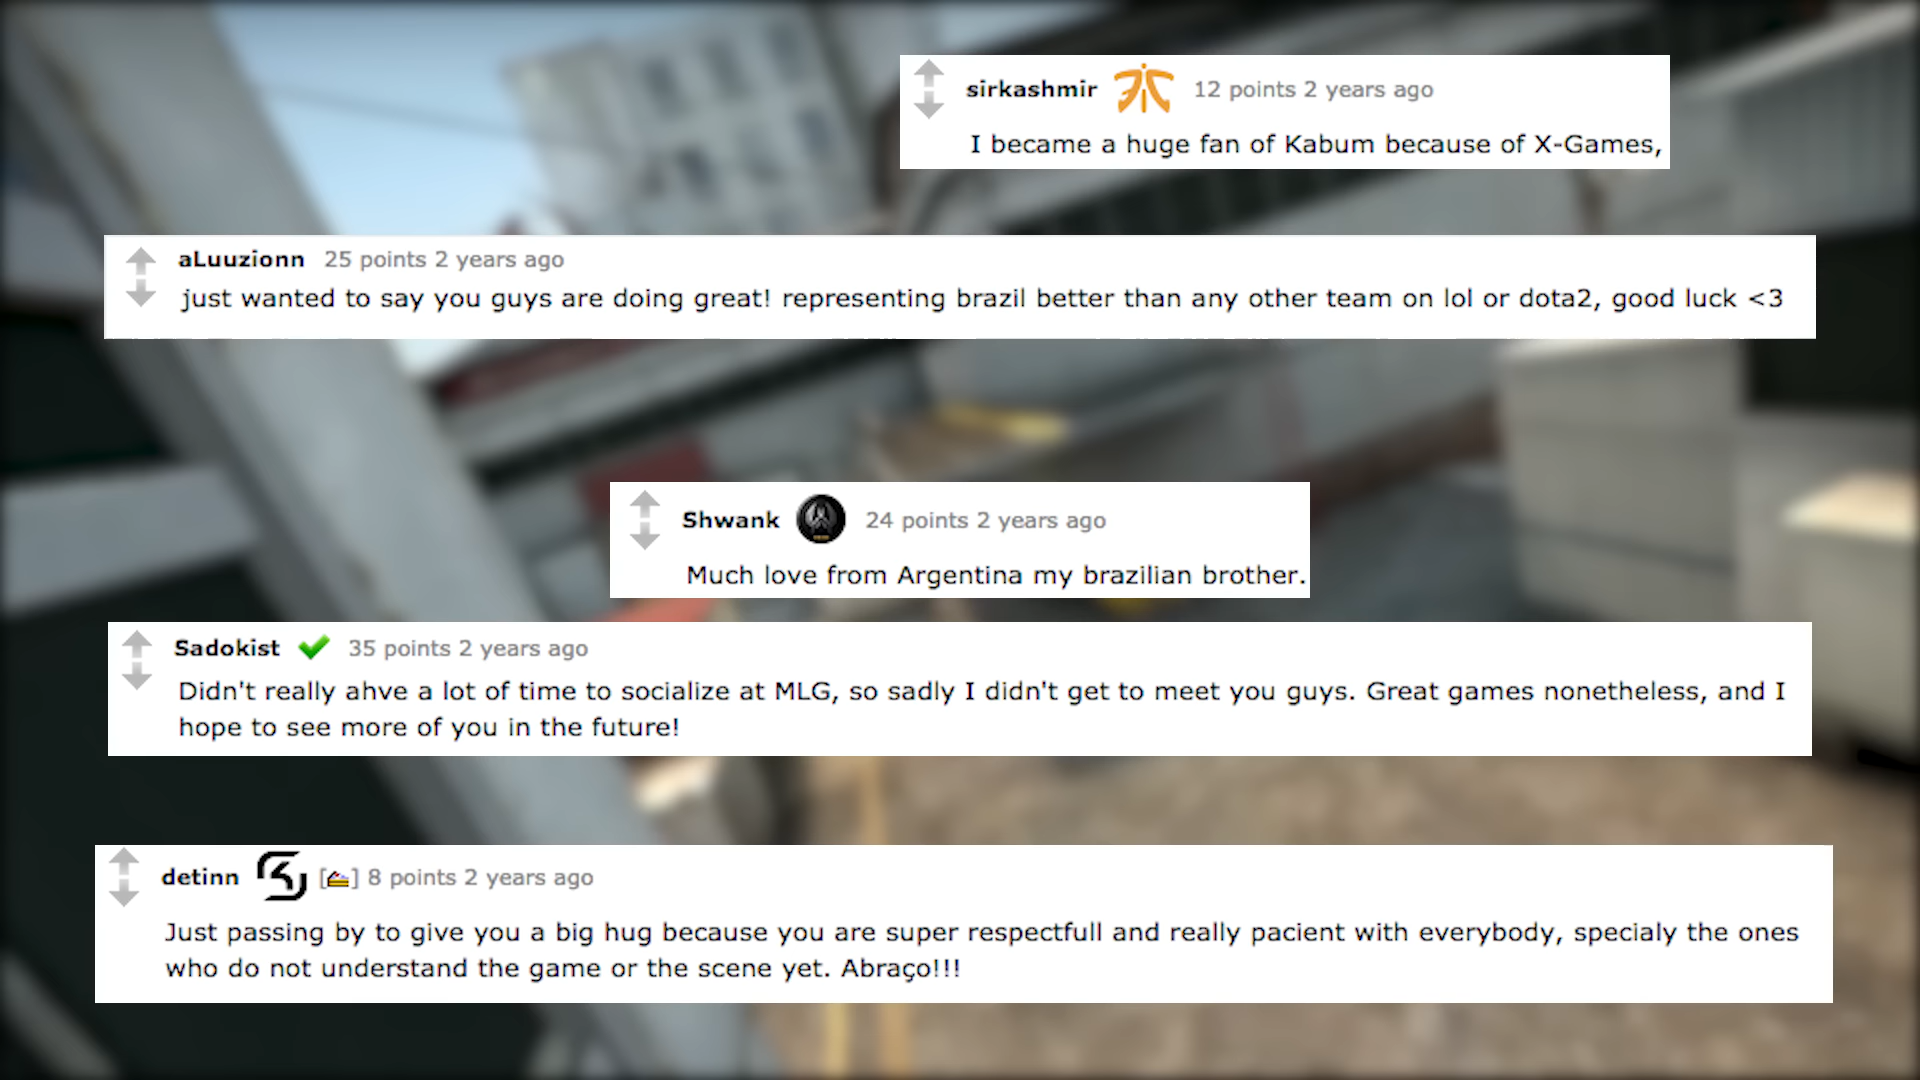 sirkashmir 12 points 2 years ago
I became a huge fan of Kabum because of X-Games,
aLuuzionn 25 points 2 years ago
just wanted to say you guys are doing great! representing brazil better than any other team on lol or dota2, good luck <3
Shwank 24 points 2 years ago
Much love from Argentina my brazilian brother.
Sadokist 35 points 2 years ago
Didn't really ahve a lot of time to socialize at MLG, so sadly I didn't get to meet you guys. Great games nonetheless, and I
hope to see more of you in the future!
detinn [🍰] 8 points 2 years ago
Just passing by to give you a big hug because you are super respectfull and really pacient with everybody, specialy the ones
who do not understand the game or the scene yet. Abraço!!!